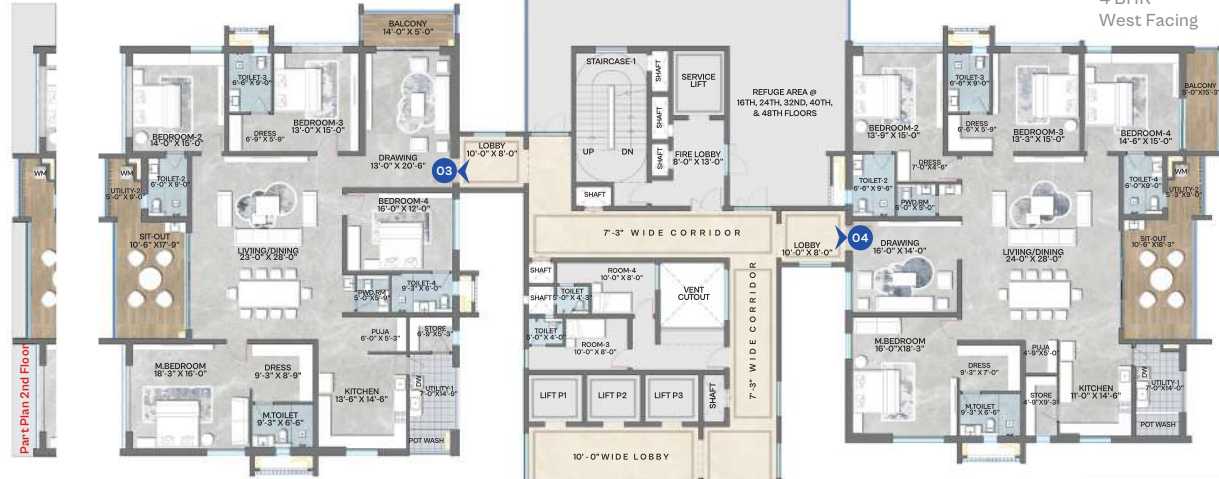 4 BHK
West Facing
Part Plan 2nd Floor
WM
BALCONY
14'-0" X 5'-0"
TOILET-3
6'-6" X 9'-0"
BEDROOM-2
14'-0" X 15'-0"
BEDROOM-3
13'-0" X 15'-0"
DRESS
6'-9" X 5'-9"
DRAWING
13'-0" X 20'-6"
LOBBY
10'-0" X 8'-0"
03
WM
UTILITY-2
5'-0" X 9'-0"
TOILET-2
6'-0" X 9'-0"
BEDROOM-4
16'-0" X 12'-0"
SIT-OUT
10'-6" X17'-9"
LIVIING/DINING
23'-0" X 28'-0"
PWD.RM
5'-0"X5'-9"
TOILET-4
9'-3" X 6'-0"
PUJA
6'-0" X 5'-3"
STORE
6'-9"X5'-3"
M.BEDROOM
18'-3" X 16'-0"
DRESS
9'-3" X 8'-9"
KITCHEN
13'-6" X 14'-6"
DW
UTILITY-1
7'-0"X14'-9"
M.TOILET
9'-3" X 6'-6"
POT WASH
STAIRCASE-1
UP
DN
SHAFT
SHAFT
SHAFT
SERVICE
LIFT
FIRE LOBBY
8'-0" X 13'-0"
REFUGE AREA @
16TH, 24TH, 32ND, 40TH,
& 48TH FLOORS
SHAFT
7'-3" WIDE CORRIDOR
LOBBY
10'-0" X 8'-0"
04
SHAFT
ROOM-4
10'-0" X 8'-0"
SHAFT
TOILET
5'-0" X 4'-3"
VENT
CUTOUT
TOILET
5'-0" X 4'-0"
ROOM-3
10'-0" X 8'-0"
7'-3" WIDE CORRIDOR
LIFT P1
LIFT P2
LIFT P3
SHAFT
10'-0"WIDE LOBBY
TOILET-3
6'-6" X 9'-0"
BALCONY
5'-0"X15'-3"
BEDROOM-2
13'-9" X 15'-0"
DRESS
6'-6" X 5'-9"
BEDROOM-3
13'-3" X 15'-0"
BEDROOM-4
14'-6" X 15'-0"
DRESS
7'-0"X4'-6"
TOILET-2
6'-6" X 9'-6"
PWD.RM
6'-0" X 5'-0"
TOILET-4
6'-0"X9'-0"
WM
UTILITY-2
5'-3"X9'-0"
DRAWING
16'-0" X 14'-0"
LIVIING/DINING
24'-0" X 28'-0"
SIT-OUT
10'-6"X18'-3"
M.BEDROOM
16'-0"X18'-3"
PUJA
4'-9"X5'-0"
DRESS
9'-3" X 7'-0"
STORE
4'-9"X9'-3"
KITCHEN
11'-0" X 14'-6"
DW
UTILITY-1
7'-0"X14'-0"
M.TOILET
9'-3" X 6'-6"
POT WASH